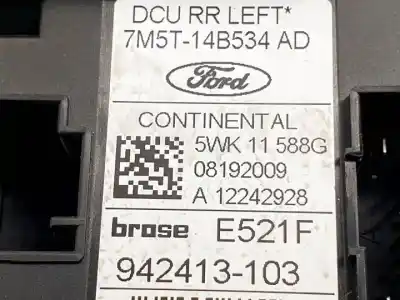 DCU RR LEFT*
7M5T-14B534 AD
Ford
CONTINENTAL
5WK 11 588G
08192009
A 12242928
brose E521F
942413-103